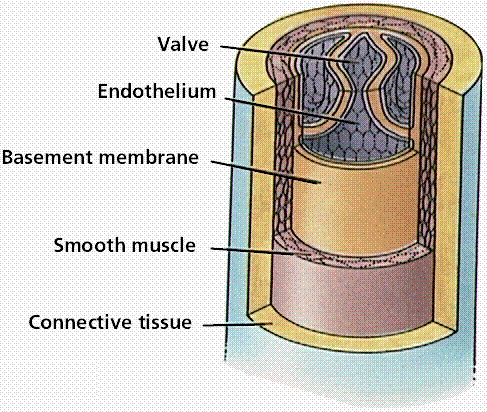 Valve
Endothelium
Basement membrane
Smooth muscle
Connective tissue